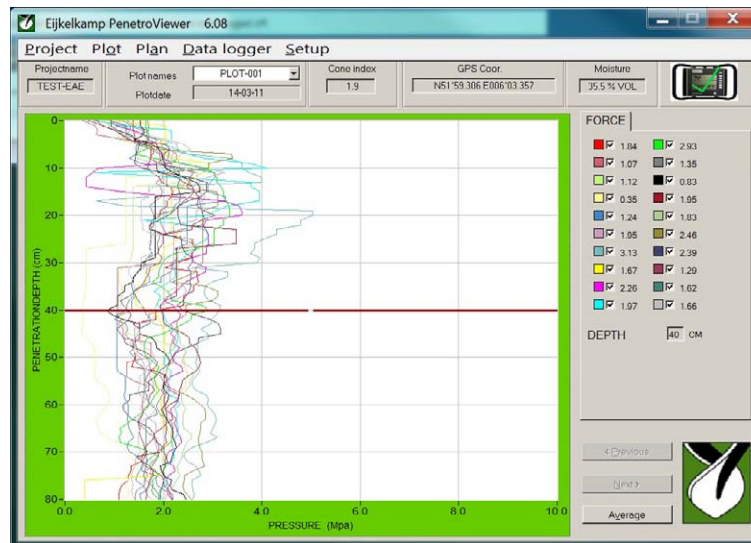 Eijkelkamp PenetroViewer 6.08
Project Plot Plan Data logger Setup
Projectname
TEST-EAE
Plot names PLOT-001
Plotdate 14-03-11
Cone index
1.9
GPS Coor.
N51°59.306 E006°03.357
Moisture
35.5 % VOL
FORCE
1.84 2.93
1.07 1.35
1.12 0.83
0.35 1.95
1.24 1.83
1.95 2.46
3.13 2.39
1.67 1.29
2.26 1.62
1.97 1.66
DEPTH 40 CM
< Previous
Next >
Average
PENETRATIONDEPTH (cm)
0
10
20
30
40
50
60
70
80
0.0 2.0 4.0 6.0 8.0 10.0
PRESSURE (Mpa)